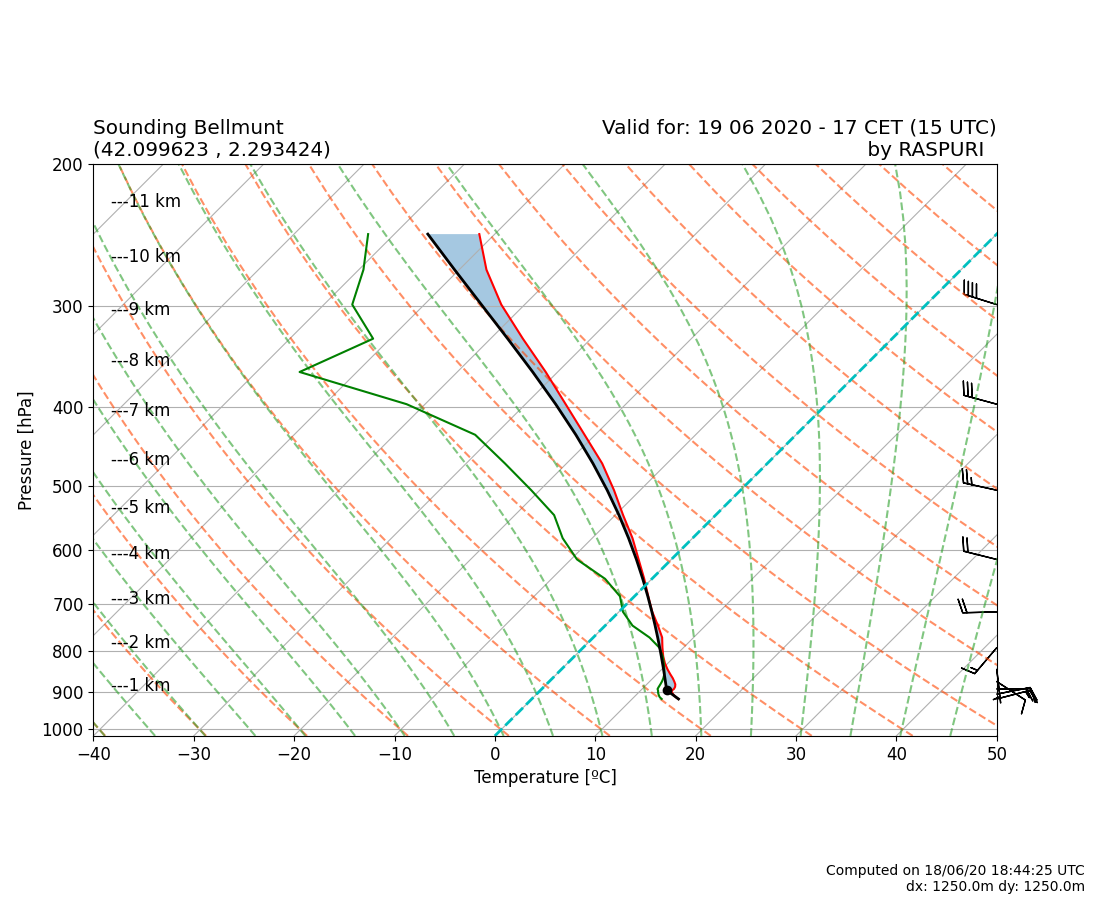 Sounding Bellmunt
(42.099623 , 2.293424)
Valid for: 19 06 2020 - 17 CET (15 UTC)
by RASPURI
200
---11 km
---10 km
300
---9 km
---8 km
400
---7 km
---6 km
500
---5 km
---4 km
600
---3 km
700
---2 km
800
---1 km
900
1000
Pressure [hPa]
−40 −30 −20 −10 0 10 20 30 40 50
Temperature [ºC]
Computed on 18/06/20 18:44:25 UTC
dx: 1250.0m dy: 1250.0m